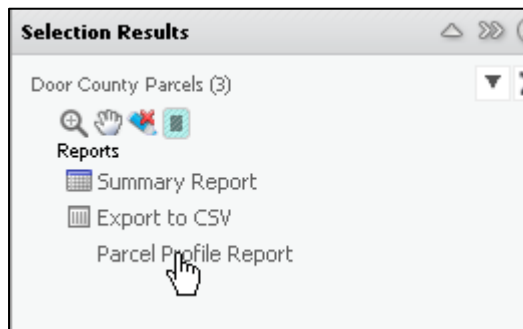 Selection Results
Door County Parcels (3)
Reports
Summary Report
Export to CSV
Parcel Profile Report